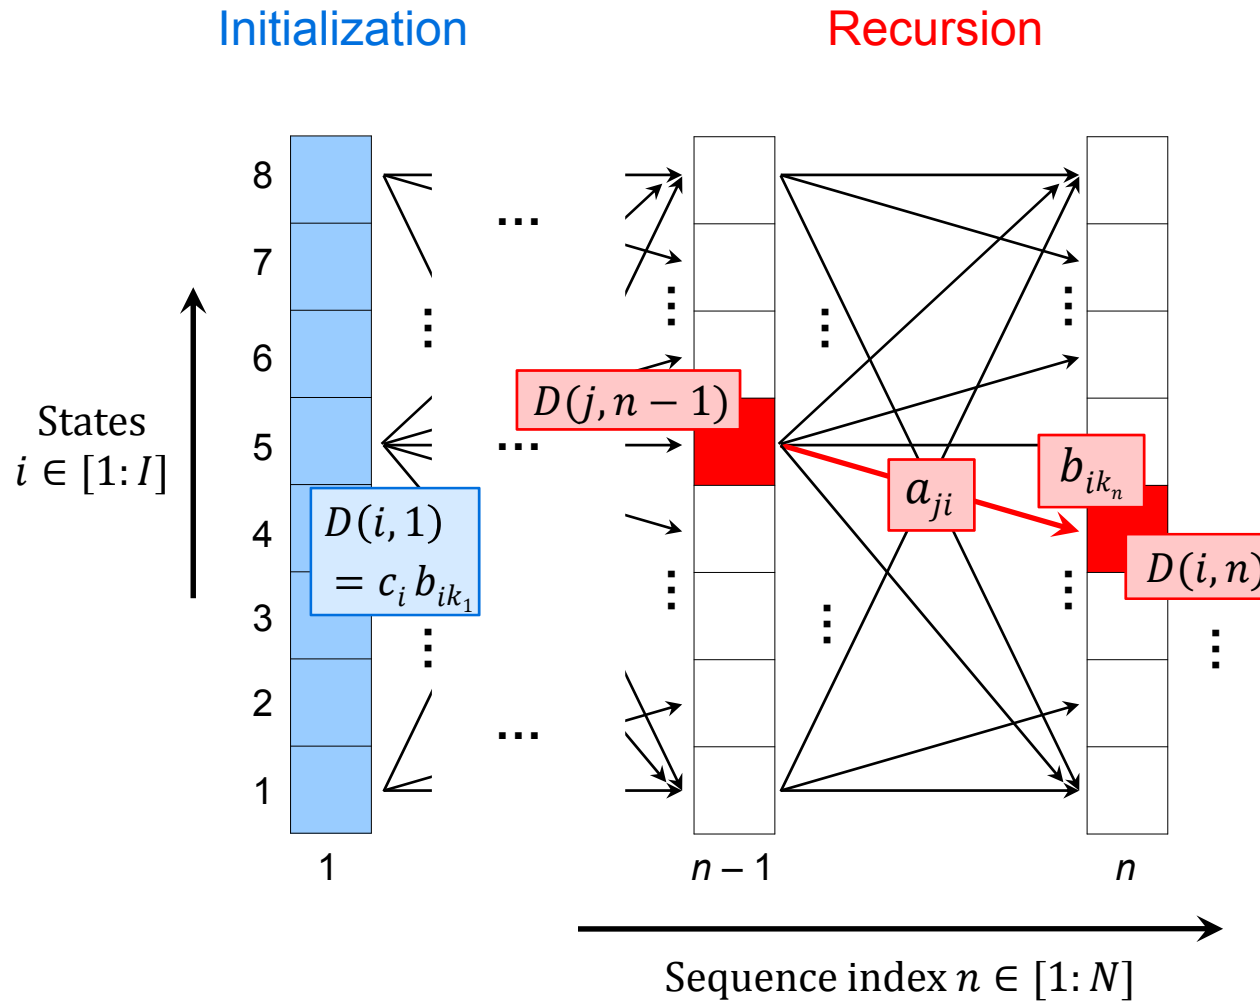 Initialization
Recursion
8
7
6
5
4
3
2
1
States
i ∈ [1: I]
...
...
...
D(i, 1)
= c_i b_{ik_1}
D(j, n − 1)
a_{ji}
b_{ik_n}
D(i, n)
1
n – 1
n
Sequence index n ∈ [1: N]